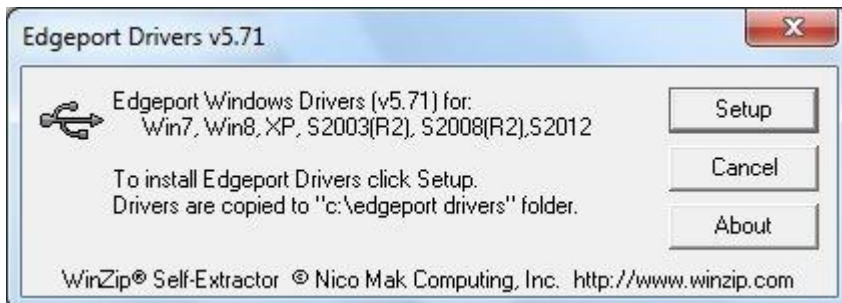 Edgeport Drivers v5.71
Edgeport Windows Drivers (v5.71) for:
Win7, Win8, XP, S2003(R2), S2008(R2),S2012
To install Edgeport Drivers click Setup.
Drivers are copied to "c:\edgeport drivers" folder.
Setup
Cancel
About
WinZip® Self-Extractor © Nico Mak Computing, Inc. http://www.winzip.com